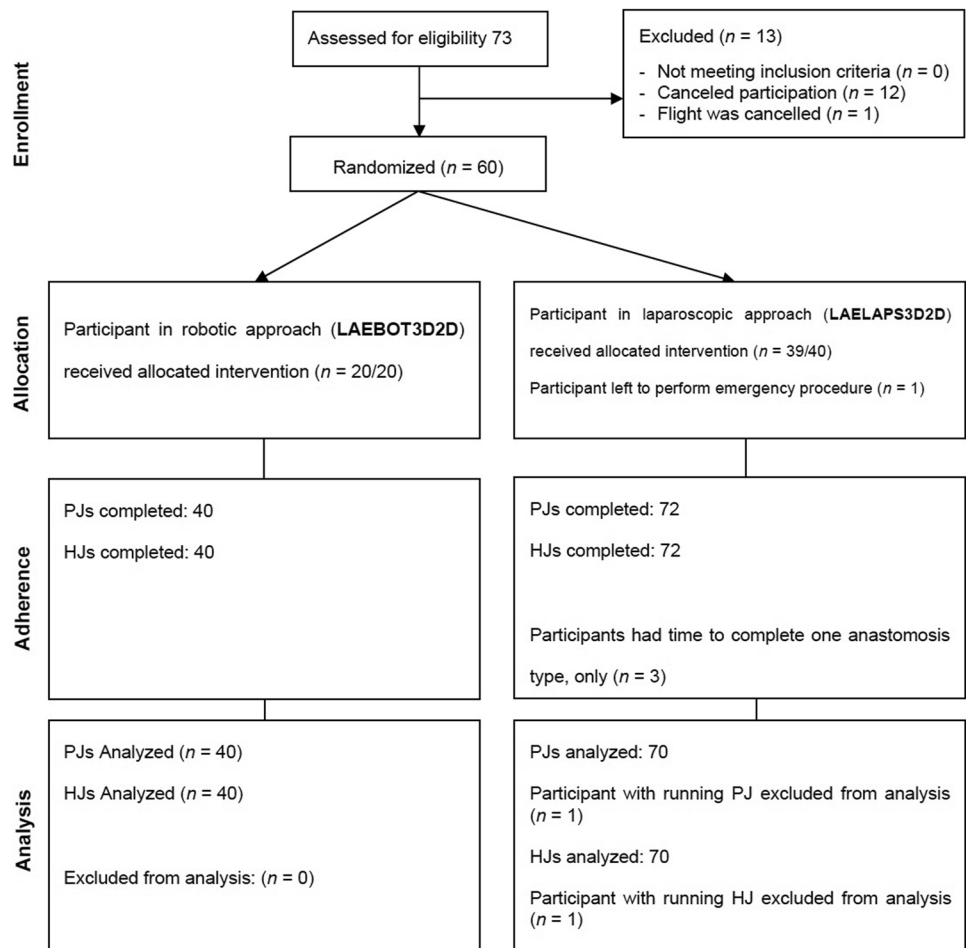 Enrollment
Assessed for eligibility 73
Excluded (n = 13)
- Not meeting inclusion criteria (n = 0)
- Canceled participation (n = 12)
- Flight was cancelled (n = 1)
Randomized (n = 60)
Allocation
Participant in robotic approach (LAEBOT3D2D)
received allocated intervention (n = 20/20)
Participant in laparoscopic approach (LAELAPS3D2D)
received allocated intervention (n = 39/40)
Participant left to perform emergency procedure (n = 1)
Adherence
PJs completed: 40
HJs completed: 40
PJs completed: 72
HJs completed: 72
Participants had time to complete one anastomosis
type, only (n = 3)
Analysis
PJs Analyzed (n = 40)
HJs Analyzed (n = 40)
Excluded from analysis: (n = 0)
PJs analyzed: 70
Participant with running PJ excluded from analysis
(n = 1)
HJs analyzed: 70
Participant with running HJ excluded from analysis
(n = 1)